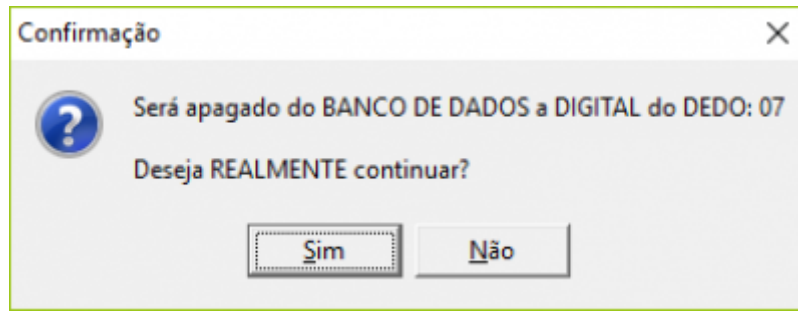 Confirmação
Será apagado do BANCO DE DADOS a DIGITAL do DEDO: 07
Deseja REALMENTE continuar?
Sim
Não